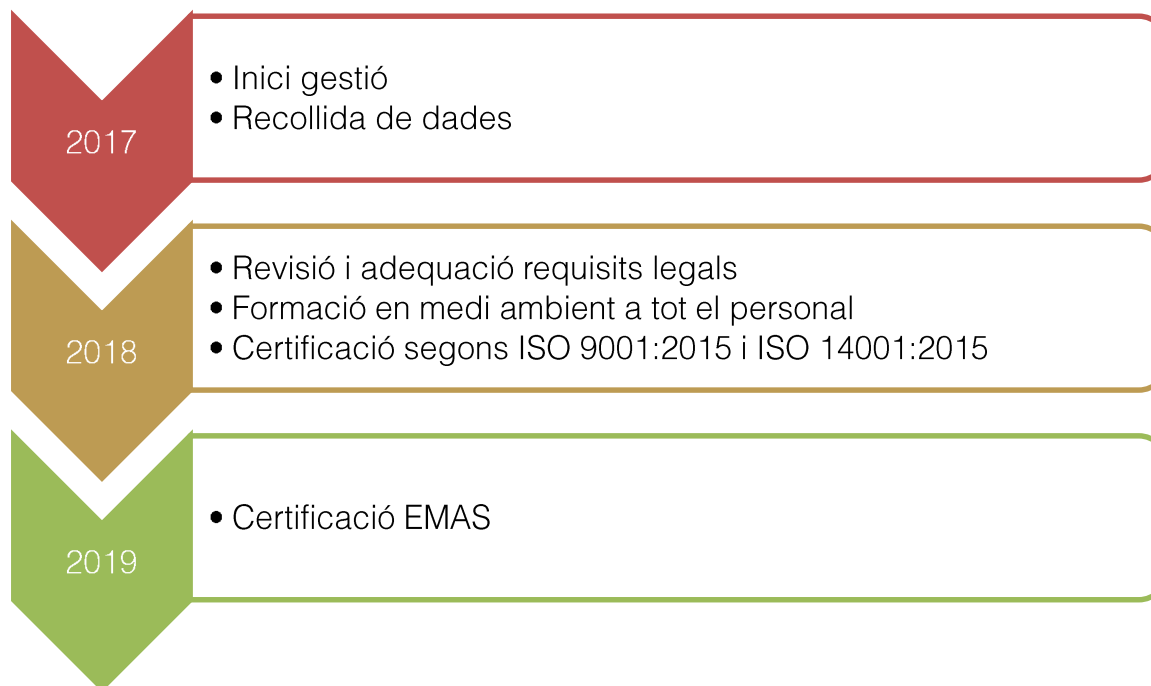 2017
• Inici gestió
• Recollida de dades
2018
• Revisió i adequació requisits legals
• Formació en medi ambient a tot el personal
• Certificació segons ISO 9001:2015 i ISO 14001:2015
2019
• Certificació EMAS